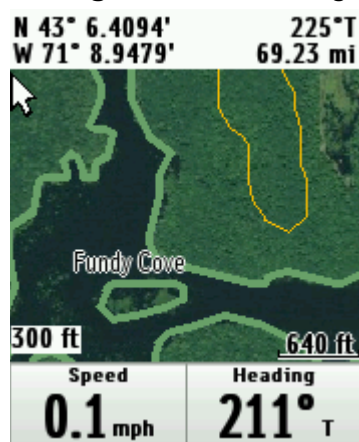 N 43° 6.4094' 225°T
W 71° 8.9479' 69.23 mi
Fundy Cove
300 ft 640 ft
Speed Heading
0.1 mph 211° T